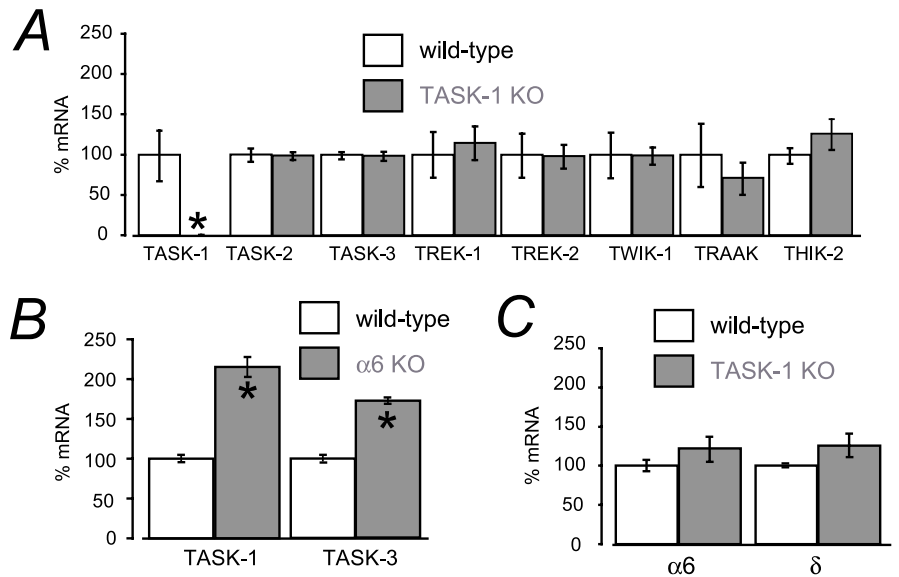 A
% mRNA
250
200
150
100
50
0
wild-type
TASK-1 KO
*
TASK-1 TASK-2 TASK-3 TREK-1 TREK-2 TWIK-1 TRAAK THIK-2
B
% mRNA
250
200
150
100
50
0
wild-type
α6 KO
*
*
TASK-1 TASK-3
C
% mRNA
250
200
150
100
50
0
wild-type
TASK-1 KO
α6 δ